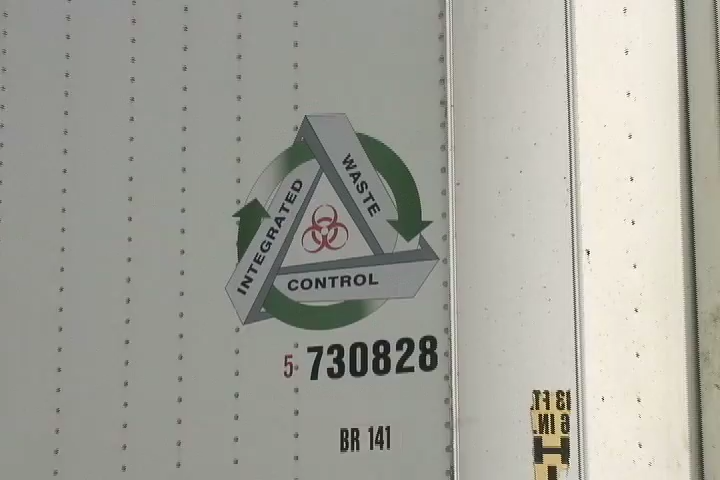 INTEGRATED
WASTE
CONTROL
5- 730828
BR 141
13 FT.
6 IN.
H